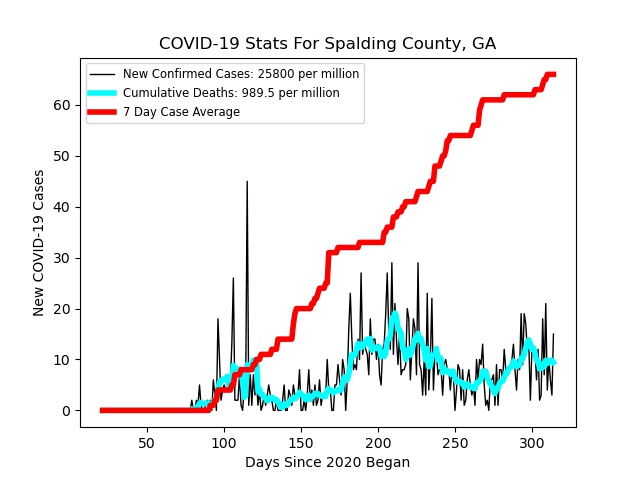 COVID-19 Stats For Spalding County, GA
New Confirmed Cases: 25800 per million
Cumulative Deaths: 989.5 per million
7 Day Case Average
New COVID-19 Cases
60
50
40
30
20
10
0
50 100 150 200 250 300
Days Since 2020 Began